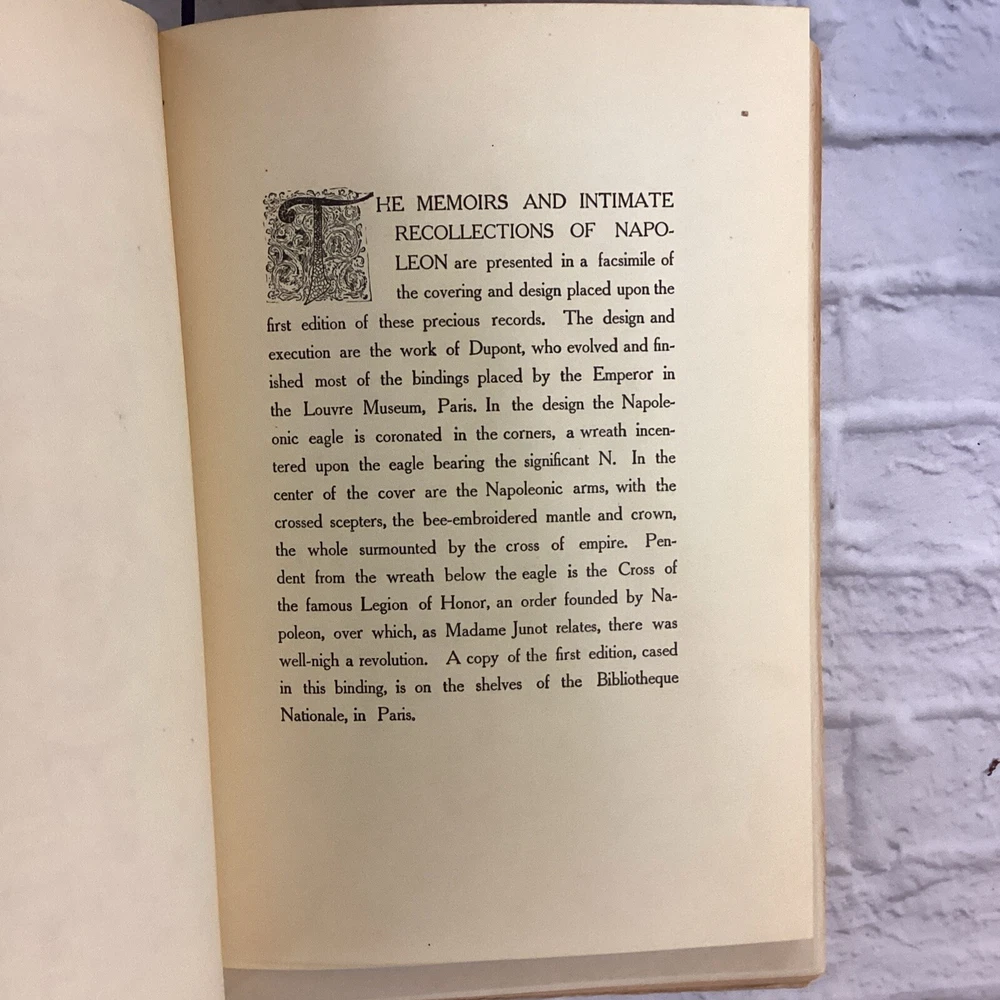 THE MEMOIRS AND INTIMATE
RECOLLECTIONS OF NAPO-
LEON are presented in a facsimile of
the covering and design placed upon the
first edition of these precious records. The design and
execution are the work of Dupont, who evolved and fin-
ished most of the bindings placed by the Emperor in
the Louvre Museum, Paris. In the design the Napole-
onic eagle is coronated in the corners, a wreath incen-
tered upon the eagle bearing the significant N. In the
center of the cover are the Napoleonic arms, with the
crossed scepters, the bee-embroidered mantle and crown,
the whole surmounted by the cross of empire. Pen-
dent from the wreath below the eagle is the Cross of
the famous Legion of Honor, an order founded by Na-
poleon, over which, as Madame Junot relates, there was
well-nigh a revolution. A copy of the first edition, cased
in this binding, is on the shelves of the Bibliotheque
Nationale, in Paris.